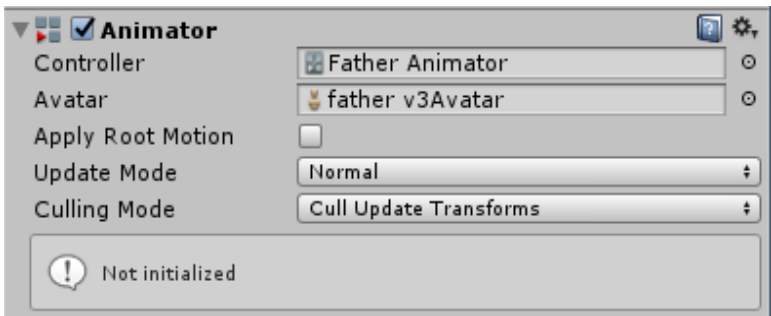 Animator
Controller Father Animator
Avatar father v3Avatar
Apply Root Motion
Update Mode Normal
Culling Mode Cull Update Transforms
Not initialized